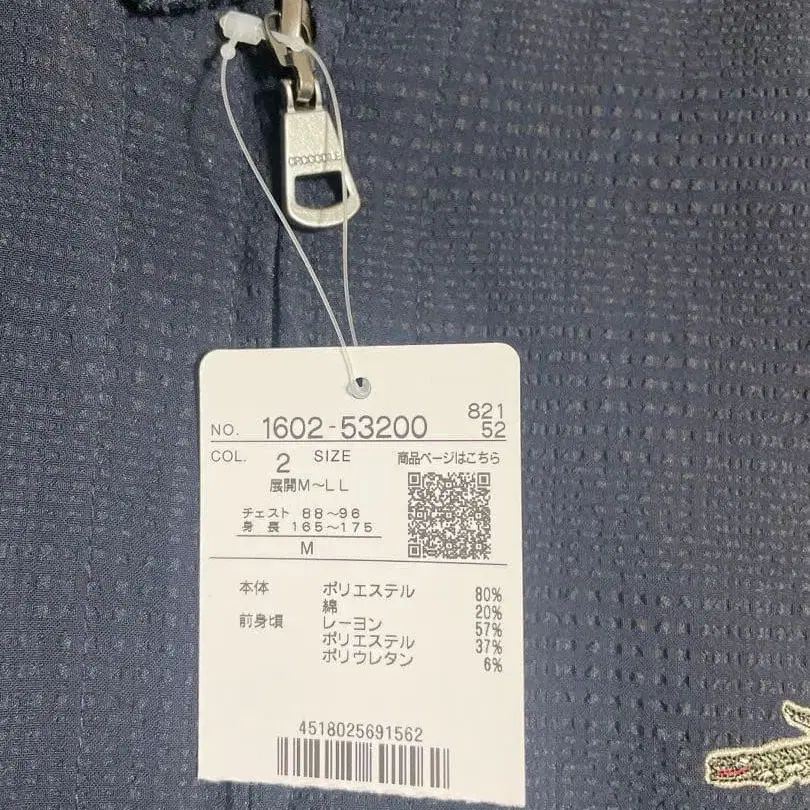 CROCODILE
821
NO. 1602-53200 52
COL. 2 SIZE 商品ページはこちら
展開M～LL
チェスト 88～96
身長 165～175
M
本体 ポリエステル 80%
綿 20%
前身頃 レーヨン 57%
ポリエステル 37%
ポリウレタン 6%
4518025691562